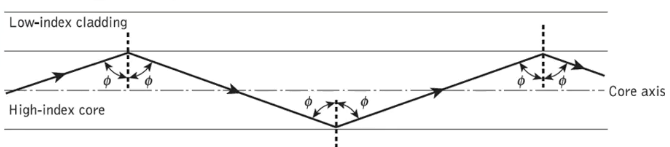 Low-index cladding
ϕ ϕ ϕ ϕ
ϕ ϕ
Core axis
High-index core